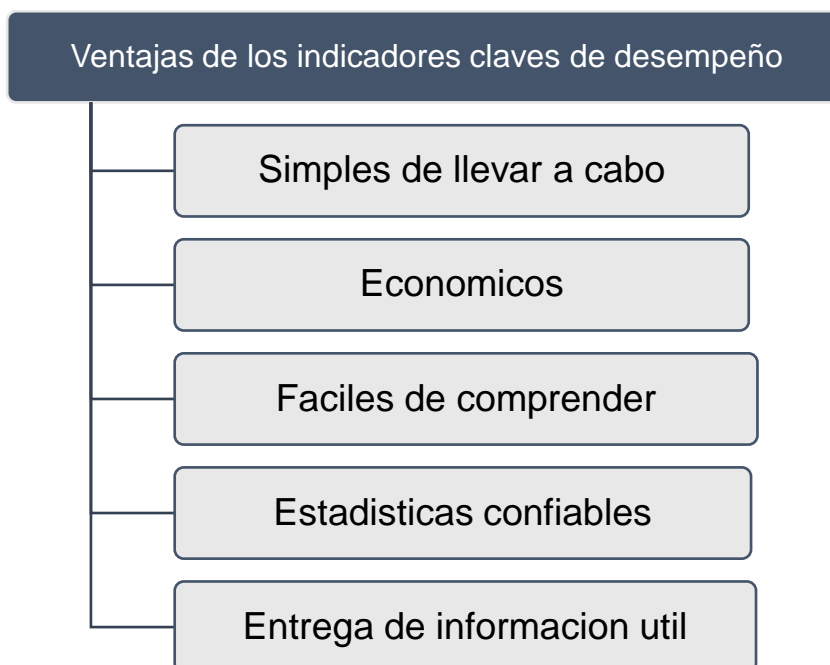 Ventajas de los indicadores claves de desempeño
Simples de llevar a cabo
Economicos
Faciles de comprender
Estadisticas confiables
Entrega de informacion util